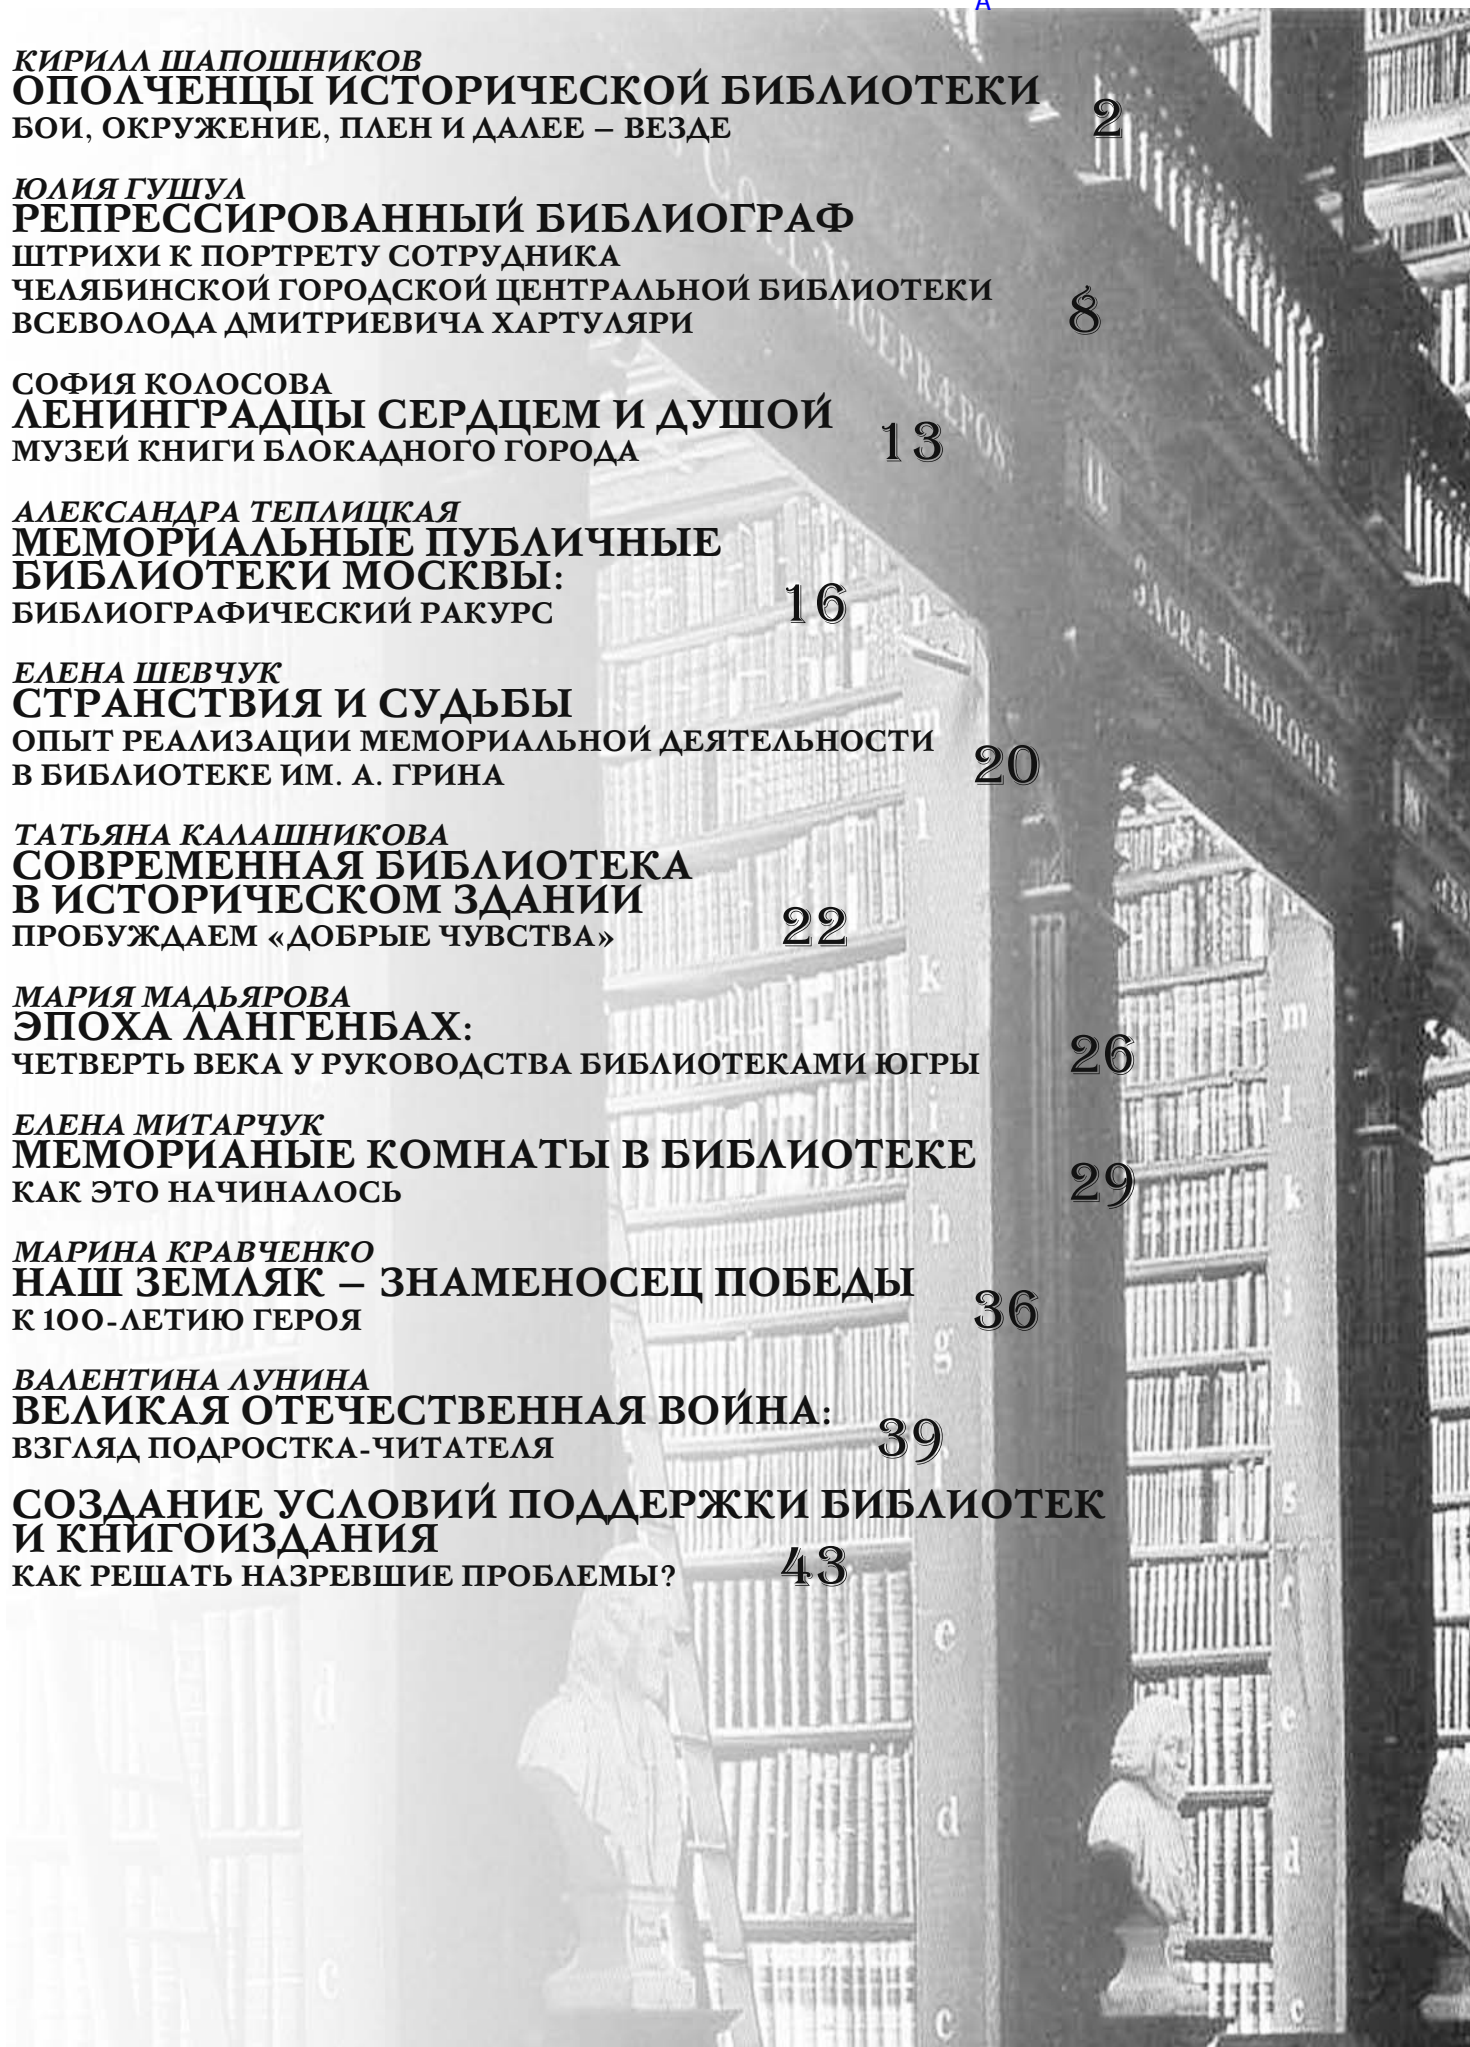 КИРИЛЛ ШАПОШНИКОВ
ОПОЛЧЕНЦЫ ИСТОРИЧЕСКОЙ БИБЛИОТЕКИ
БОИ, ОКРУЖЕНИЕ, ПЛЕН И ДАЛЕЕ – ВЕЗДЕ
2
ЮЛИЯ ГУШУЛ
РЕПРЕССИРОВАННЫЙ БИБЛИОГРАФ
ШТРИХИ К ПОРТРЕТУ СОТРУДНИКА
ЧЕЛЯБИНСКОЙ ГОРОДСКОЙ ЦЕНТРАЛЬНОЙ БИБЛИОТЕКИ
ВСЕВОЛОДА ДМИТРИЕВИЧА ХАРТУЛЯРИ
8
СОФИЯ КОЛОСОВА
ЛЕНИНГРАДЦЫ СЕРДЦЕМ И ДУШОЙ
МУЗЕЙ КНИГИ БЛОКАДНОГО ГОРОДА
13
АЛЕКСАНДРА ТЕПЛИЦКАЯ
МЕМОРИАЛЬНЫЕ ПУБЛИЧНЫЕ
БИБЛИОТЕКИ МОСКВЫ:
БИБЛИОГРАФИЧЕСКИЙ РАКУРС
16
ЕЛЕНА ШЕВЧУК
СТРАНСТВИЯ И СУДЬБЫ
ОПЫТ РЕАЛИЗАЦИИ МЕМОРИАЛЬНОЙ ДЕЯТЕЛЬНОСТИ
В БИБЛИОТЕКЕ ИМ. А. ГРИНА
20
ТАТЬЯНА КАЛАШНИКОВА
СОВРЕМЕННАЯ БИБЛИОТЕКА
В ИСТОРИЧЕСКОМ ЗДАНИИ
ПРОБУЖДАЕМ «ДОБРЫЕ ЧУВСТВА»
22
МАРИЯ МАДЬЯРОВА
ЭПОХА ЛАНГЕНБАХ:
ЧЕТВЕРТЬ ВЕКА У РУКОВОДСТВА БИБЛИОТЕКАМИ ЮГРЫ
26
ЕЛЕНА МИТАРЧУК
МЕМОРИАНЫЕ КОМНАТЫ В БИБЛИОТЕКЕ
КАК ЭТО НАЧИНАЛОСЬ
29
МАРИНА КРАВЧЕНКО
НАШ ЗЕМЛЯК – ЗНАМЕНОСЕЦ ПОБЕДЫ
К 100-ЛЕТИЮ ГЕРОЯ
36
ВАЛЕНТИНА ЛУНИНА
ВЕЛИКАЯ ОТЕЧЕСТВЕННАЯ ВОЙНА:
ВЗГЛЯД ПОДРОСТКА-ЧИТАТЕЛЯ
39
СОЗДАНИЕ УСЛОВИЙ ПОДДЕРЖКИ БИБЛИОТЕК
И КНИГОИЗДАНИЯ
КАК РЕШАТЬ НАЗРЕВШИЕ ПРОБЛЕМЫ?
43
SACRÆ THEOLOGIÆ